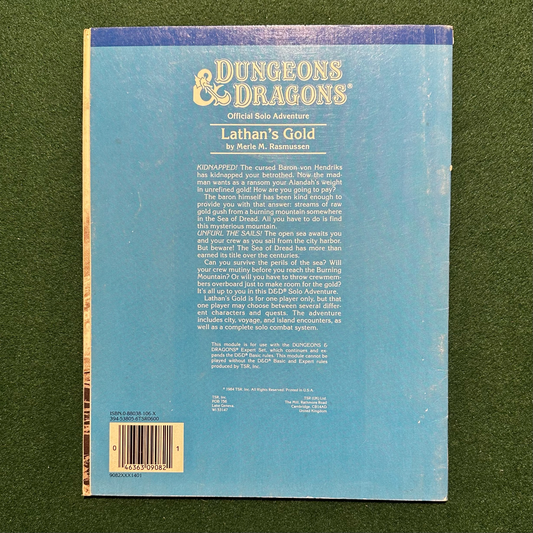 DUNGEONS
& DRAGONS®
Official Solo Adventure
Lathan's Gold
by Merle M. Rasmussen
KIDNAPPED! The cursed Baron von Hendriks
has kidnapped your betrothed. Now the mad-
man wants as a ransom your Alandah's weight
in unrefined gold! How are you going to pay?
The baron himself has been kind enough to
provide you with that answer: streams of raw
gold gush from a burning mountain somewhere
in the Sea of Dread. All you have to do is find
this mysterious mountain.
UNFURL THE SAILS! The open sea awaits you
and your crew as you sail from the city harbor.
But beware! The Sea of Dread has more than
earned its title over the centuries.
Can you survive the perils of the sea? Will
your crew mutiny before you reach the Burning
Mountain? Or will you have to throw crewmem-
bers overboard just to make room for the gold?
It's all up to you in this D&D® Solo Adventure.
Lathan's Gold is for one player only, but that
one player may choose between several differ-
ent characters and quests. The adventure
includes city, voyage, and island encounters, as
well as a complete solo combat system.
This module is for use with the DUNGEONS &
DRAGONS® Expert Set, which continues and ex-
pands the D&D® Basic rules. This module cannot be
played without the D&D Basic and Expert rules
produced by TSR, Inc.
© 1984 TSR, Inc. All Rights Reserved. Printed in U.S.A.
TSR, Inc.
POB 756
Lake Geneva
WI 53147
TSR (UK) Ltd.
The Mill, Rathmore Road
Cambridge, CB14AD
United Kingdom
ISBN 0-88038-106-X
394-53805-6TSR0600
0 46363 09082 1
9082XXX1401